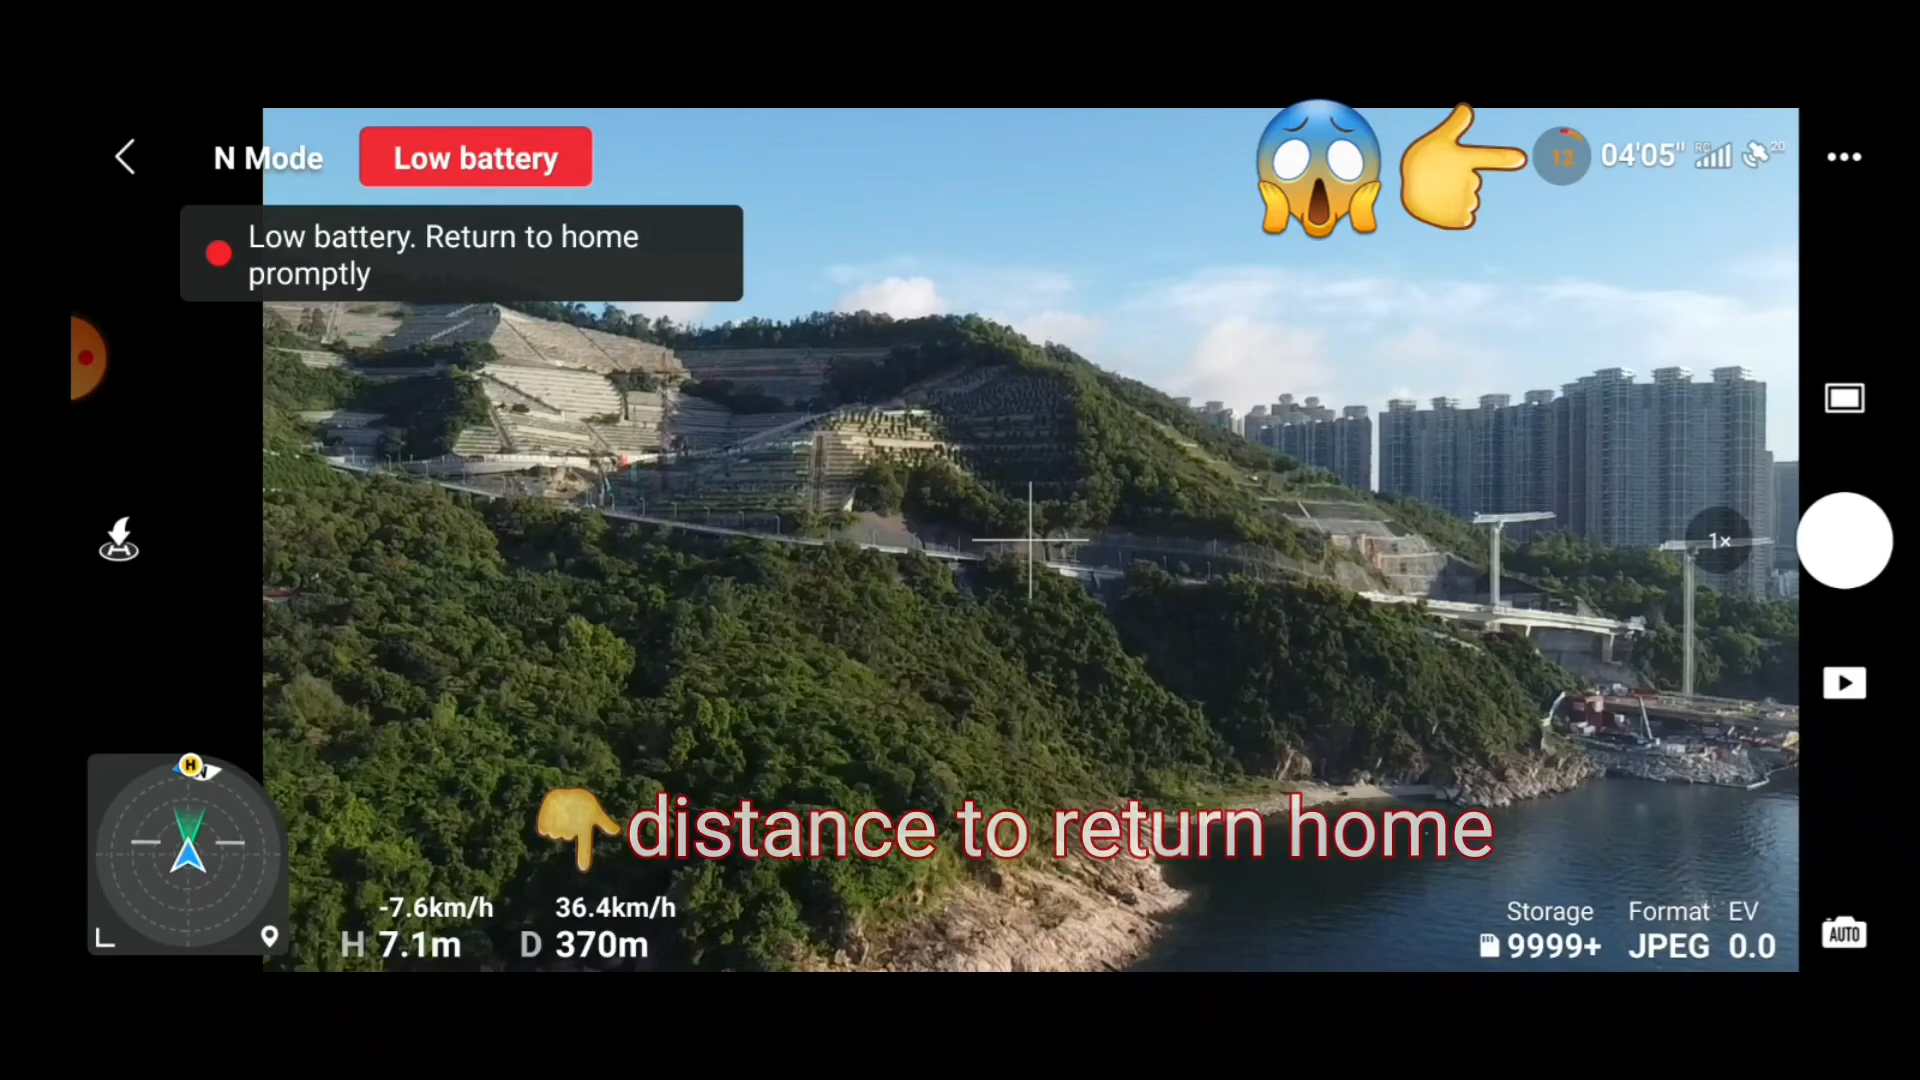 N Mode
Low battery
12
04'05"
RC
20
Low battery. Return to home
promptly
H
N
1x
distance to return home
-7.6km/h
36.4km/h
H 7.1m
D 370m
Storage
Format
EV
9999+
JPEG
0.0
AUTO